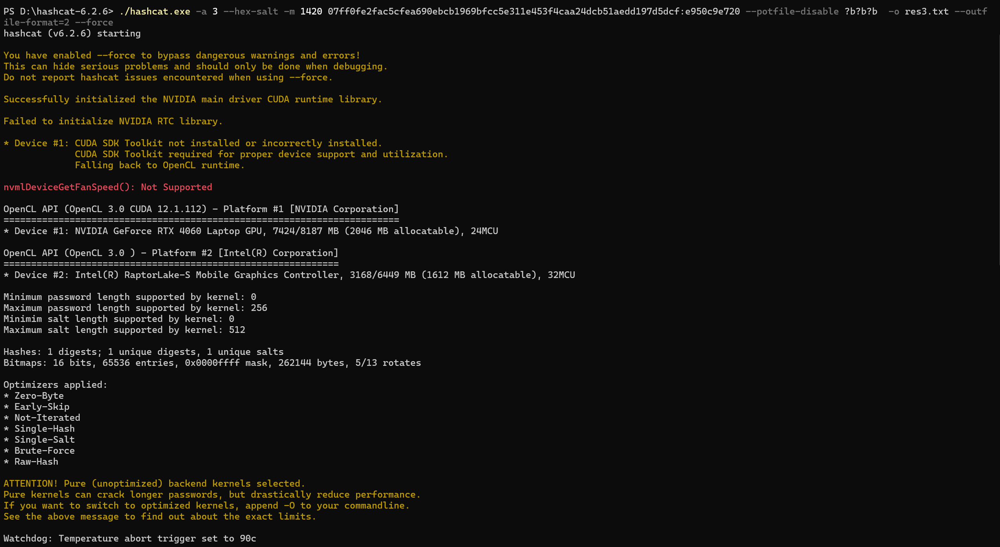 PS D:\hashcat-6.2.6> ./hashcat.exe -a 3 --hex-salt -m 1420 07ff0fe2fac5cfea690ebcb1969bfcc5e311e453f4caa24dcb51aedd197d5dcf:e950c9e720 --potfile-disable ?b?b?b  -o res3.txt --outf
ile-format=2 --force
hashcat (v6.2.6) starting

You have enabled --force to bypass dangerous warnings and errors!
This can hide serious problems and should only be done when debugging.
Do not report hashcat issues encountered when using --force.

Successfully initialized the NVIDIA main driver CUDA runtime library.

Failed to initialize NVIDIA RTC library.

* Device #1: CUDA SDK Toolkit not installed or incorrectly installed.
             CUDA SDK Toolkit required for proper device support and utilization.
             Falling back to OpenCL runtime.

nvmlDeviceGetFanSpeed(): Not Supported

OpenCL API (OpenCL 3.0 CUDA 12.1.112) - Platform #1 [NVIDIA Corporation]
========================================================================
* Device #1: NVIDIA GeForce RTX 4060 Laptop GPU, 7424/8187 MB (2046 MB allocatable), 24MCU

OpenCL API (OpenCL 3.0 ) - Platform #2 [Intel(R) Corporation]
=============================================================
* Device #2: Intel(R) RaptorLake-S Mobile Graphics Controller, 3168/6449 MB (1612 MB allocatable), 32MCU

Minimum password length supported by kernel: 0
Maximum password length supported by kernel: 256
Minimim salt length supported by kernel: 0
Maximum salt length supported by kernel: 512

Hashes: 1 digests; 1 unique digests, 1 unique salts
Bitmaps: 16 bits, 65536 entries, 0x0000ffff mask, 262144 bytes, 5/13 rotates

Optimizers applied:
* Zero-Byte
* Early-Skip
* Not-Iterated
* Single-Hash
* Single-Salt
* Brute-Force
* Raw-Hash

ATTENTION! Pure (unoptimized) backend kernels selected.
Pure kernels can crack longer passwords, but drastically reduce performance.
If you want to switch to optimized kernels, append -O to your commandline.
See the above message to find out about the exact limits.

Watchdog: Temperature abort trigger set to 90c